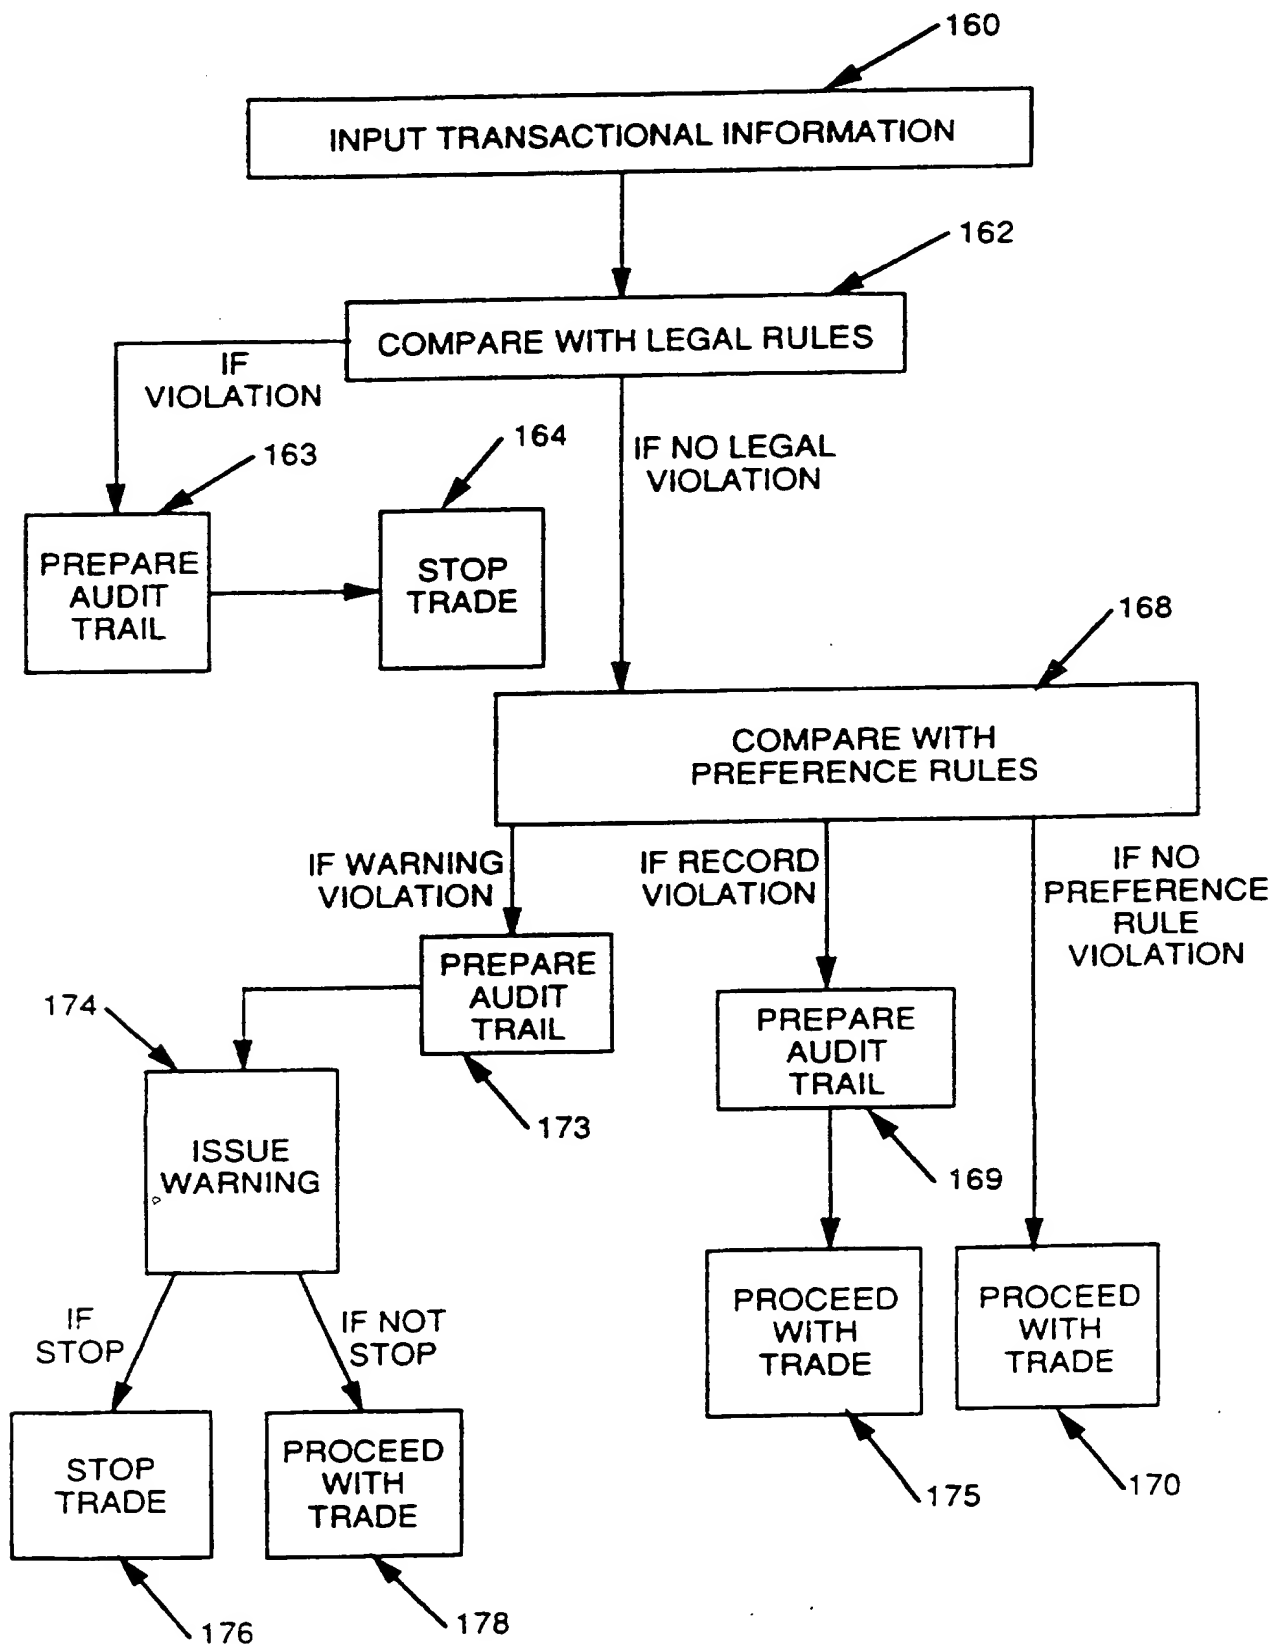 160
INPUT TRANSACTIONAL INFORMATION
162
COMPARE WITH LEGAL RULES
IF
VIOLATION
163
164
IF NO LEGAL
VIOLATION
PREPARE
AUDIT
TRAIL
STOP
TRADE
168
COMPARE WITH
PREFERENCE RULES
IF WARNING
VIOLATION
IF RECORD
VIOLATION
IF NO
PREFERENCE
RULE
VIOLATION
PREPARE
AUDIT
TRAIL
173
174
ISSUE
WARNING
PREPARE
AUDIT
TRAIL
169
IF
STOP
IF NOT
STOP
PROCEED
WITH
TRADE
175
PROCEED
WITH
TRADE
170
STOP
TRADE
176
PROCEED
WITH
TRADE
178